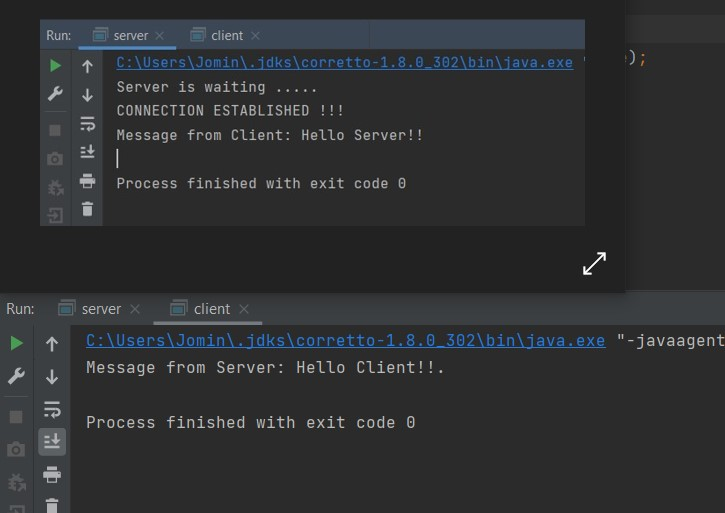 Run: server client
C:\Users\Jomin\.jdks\corretto-1.8.0_302\bin\java.exe "
Server is waiting .....
CONNECTION ESTABLISHED !!!
Message from Client: Hello Server!!
Process finished with exit code 0
);
Run: server client
C:\Users\Jomin\.jdks\corretto-1.8.0_302\bin\java.exe "-javaagent
Message from Server: Hello Client!!.
Process finished with exit code 0